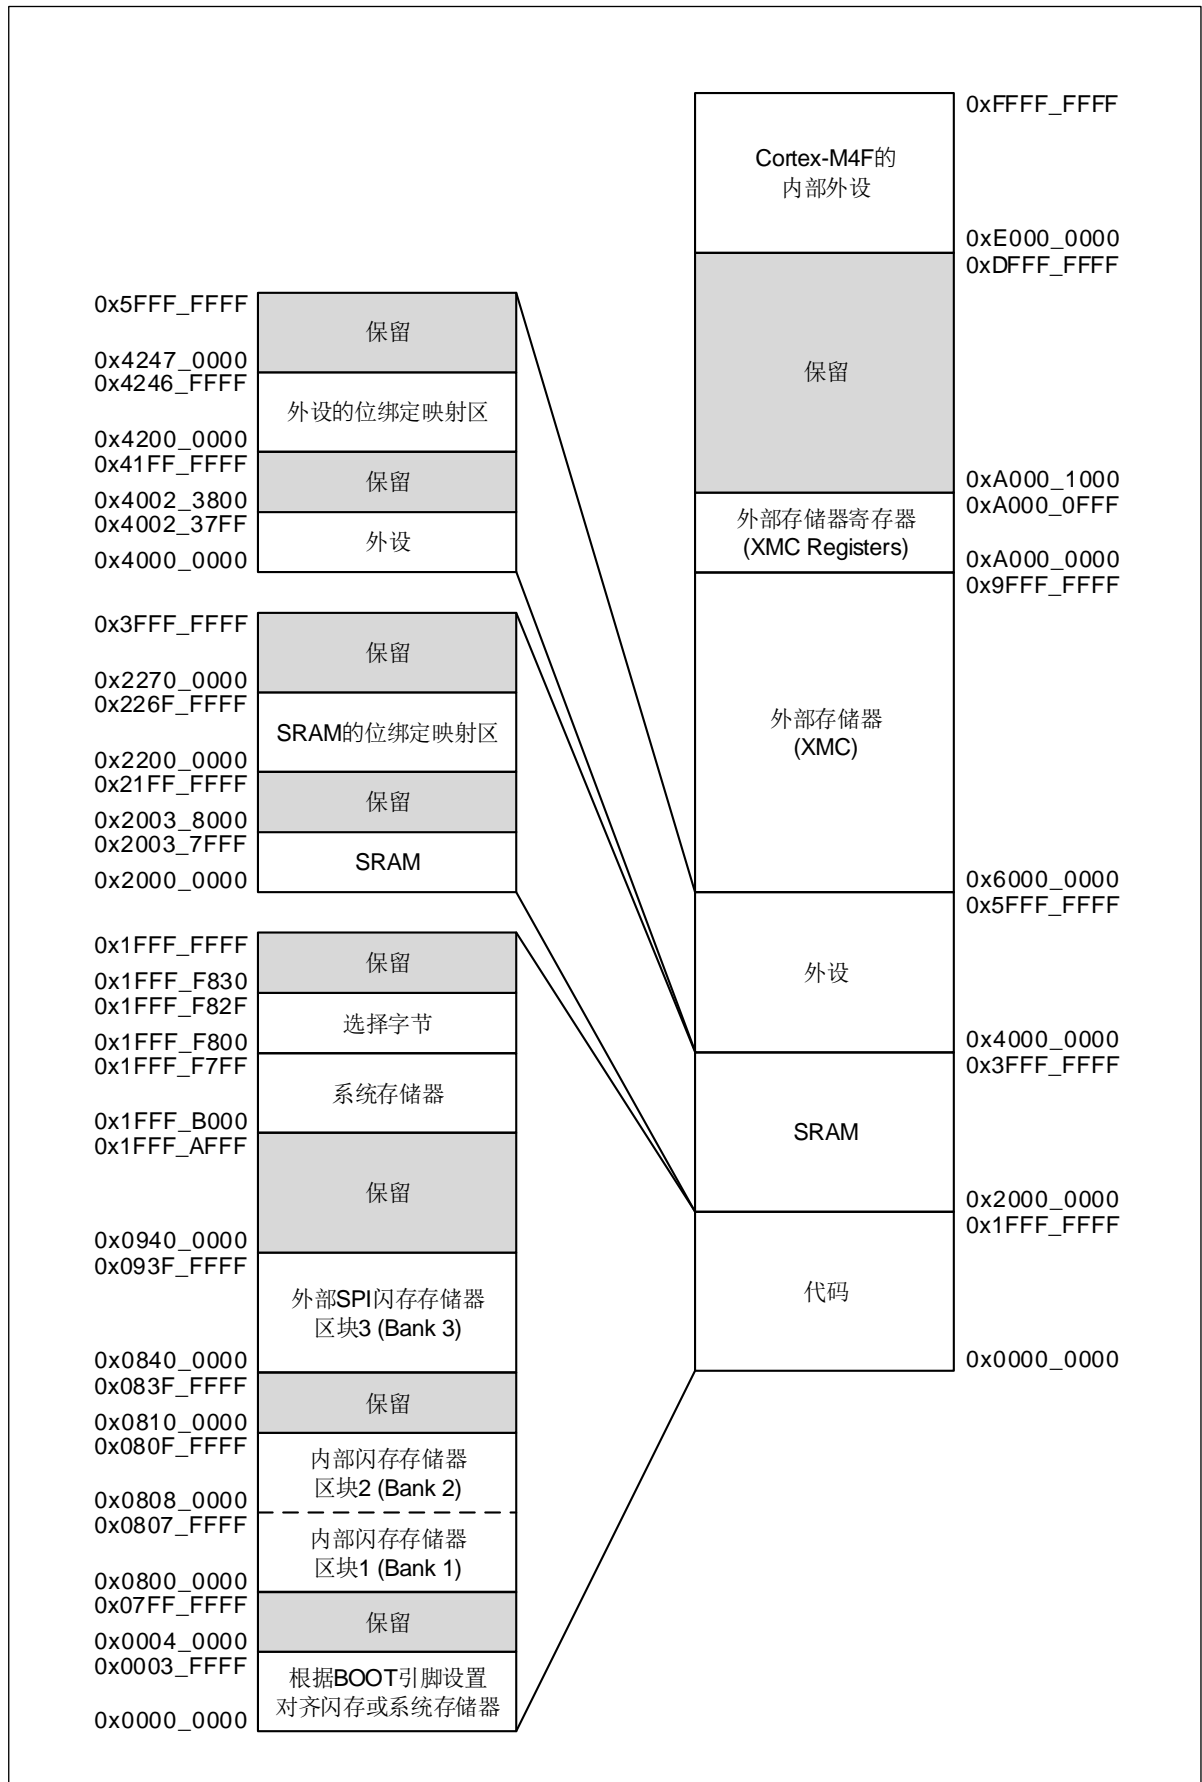 0xFFFF_FFFF
Cortex-M4F的
内部外设
0xE000_0000
0xDFFF_FFFF
保留
0xA000_1000
0xA000_0FFF
外部存储器寄存器
(XMC Registers)
0xA000_0000
0x9FFF_FFFF
外部存储器
(XMC)
0x6000_0000
0x5FFF_FFFF
外设
0x4000_0000
0x3FFF_FFFF
SRAM
0x2000_0000
0x1FFF_FFFF
代码
0x0000_0000
0x5FFF_FFFF
保留
0x4247_0000
0x4246_FFFF
外设的位绑定映射区
0x4200_0000
0x41FF_FFFF
保留
0x4002_3800
0x4002_37FF
外设
0x4000_0000
0x3FFF_FFFF
保留
0x2270_0000
0x226F_FFFF
SRAM的位绑定映射区
0x2200_0000
0x21FF_FFFF
保留
0x2003_8000
0x2003_7FFF
SRAM
0x2000_0000
0x1FFF_FFFF
保留
0x1FFF_F830
0x1FFF_F82F
选择字节
0x1FFF_F800
0x1FFF_F7FF
系统存储器
0x1FFF_B000
0x1FFF_AFFF
保留
0x0940_0000
0x093F_FFFF
外部SPI闪存存储器
区块3 (Bank 3)
0x0840_0000
0x083F_FFFF
保留
0x0810_0000
0x080F_FFFF
内部闪存存储器
区块2 (Bank 2)
0x0808_0000
0x0807_FFFF
内部闪存存储器
区块1 (Bank 1)
0x0800_0000
0x07FF_FFFF
保留
0x0004_0000
0x0003_FFFF
根据BOOT引脚设置
对齐闪存或系统存储器
0x0000_0000